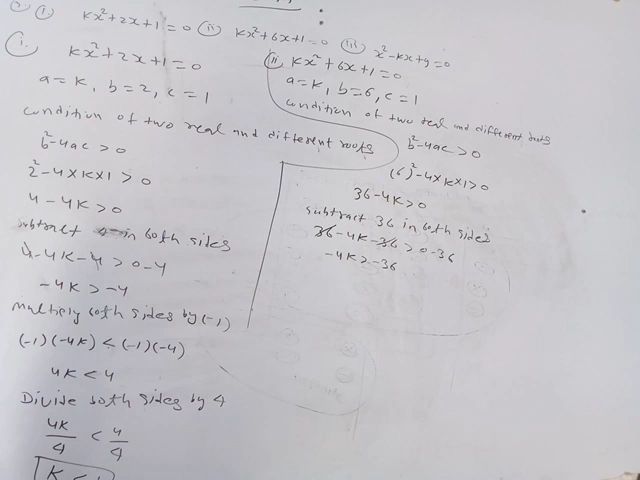 (i) kx²+2x+1=0 (ii) kx²+6x+1=0 (iii) x²-kx+9=0
i. kx²+2x+1=0
a=k, b=2, c=1
condition of two real and different roots
b²-4ac>0
2²-4×k×1>0
4-4k>0
subtract 4 in both sides
4-4k-4>0-4
-4k>-4
Multiply both sides by (-1)
(-1)(-4k)<(-1)(-4)
4k<4
Divide both sides by 4
4k/4 < 4/4
k<
ii kx²+6x+1=0
a=k, b=6, c=1
condition of two real and different roots
b²-4ac>0
(6)²-4×k×1>0
36-4k>0
subtract 36 in both sides
36-4k-36>0-36
-4k>-36